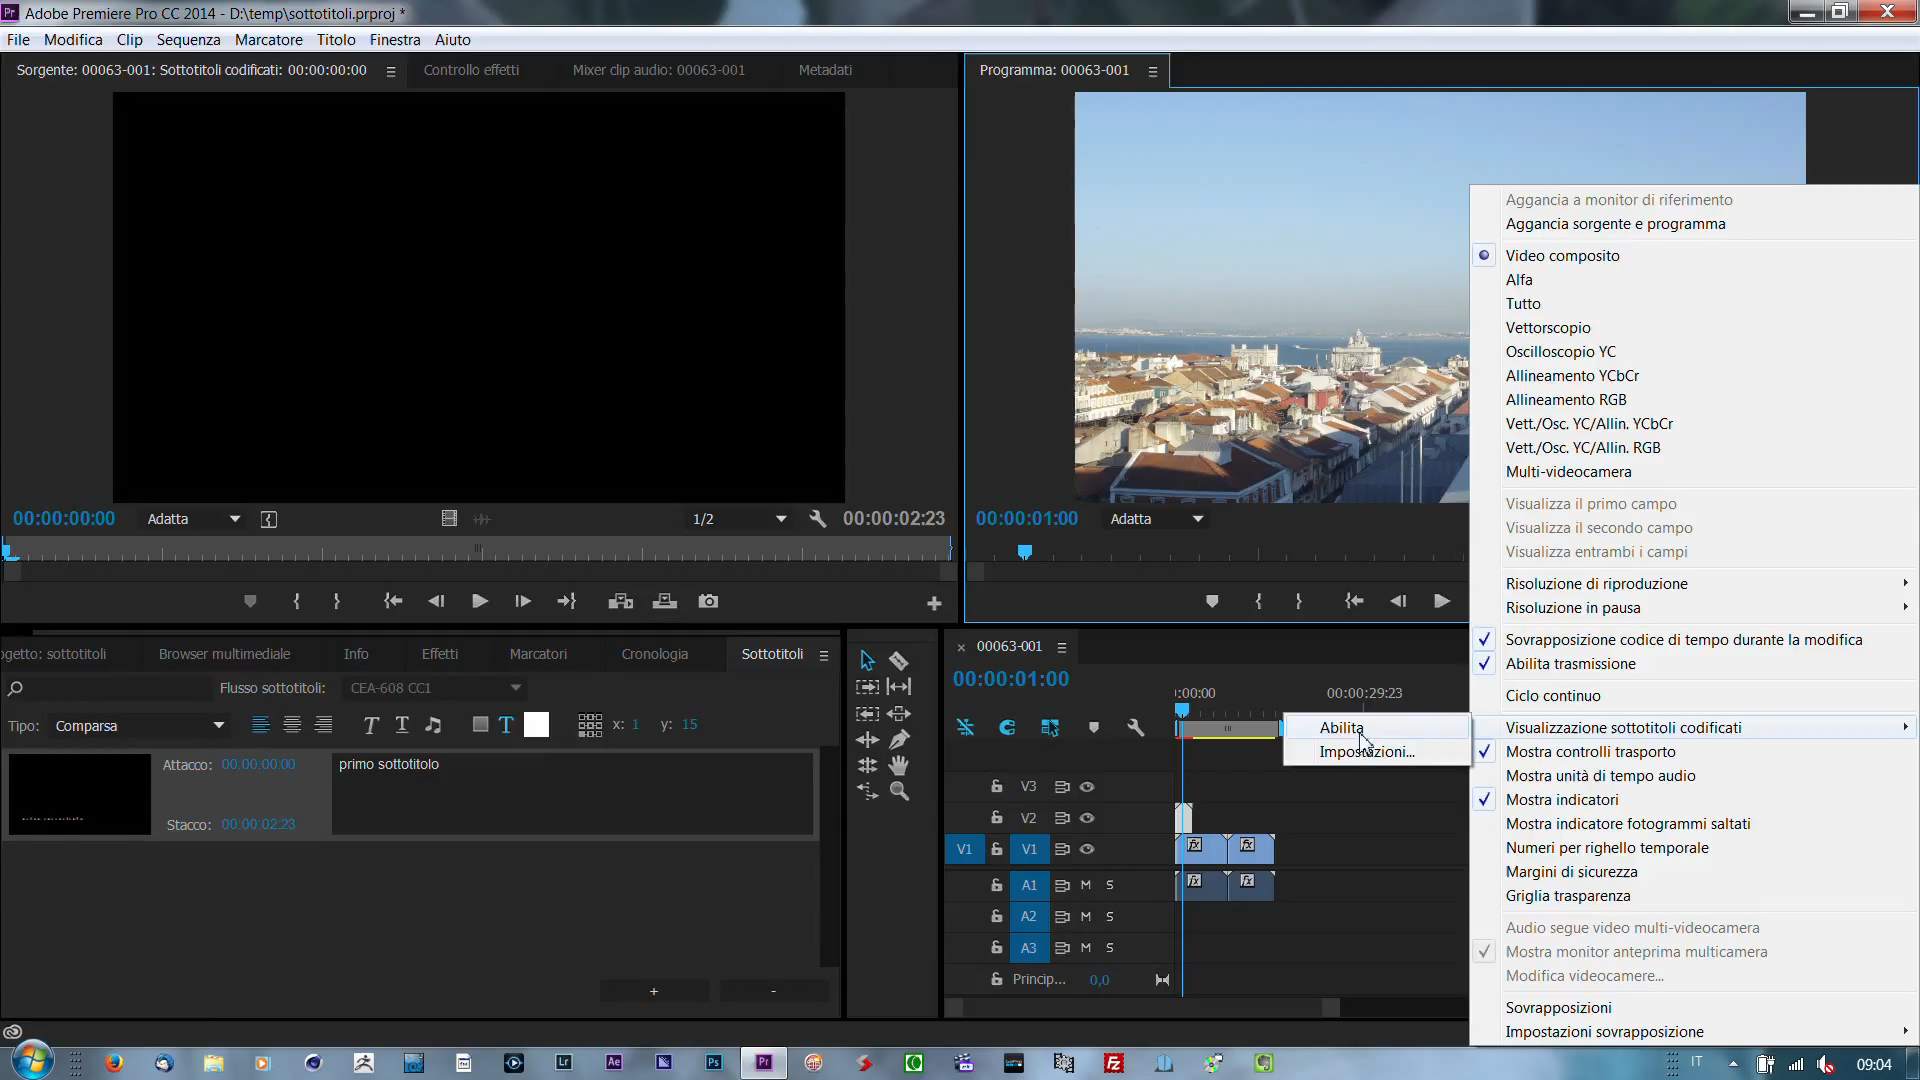 Adobe Premiere Pro CC 2014 - D:\temp\sottotitoli.prproj *
File Modifica Clip Sequenza Marcatore Titolo Finestra Aiuto
Sorgente: 00063-001: Sottotitoli codificati: 00:00:00:00
Controllo effetti
Mixer clip audio: 00063-001
Metadati
Programma: 00063-001
00:00:00:00
Adatta
1/2
00:00:02:23
00:00:01:00
Adatta
Aggancia a monitor di riferimento
Aggancia sorgente e programma
Video composito
Alfa
Tutto
Vettorscopio
Oscilloscopio YC
Allineamento YCbCr
Allineamento RGB
Vett./Osc. YC/Allin. YCbCr
Vett./Osc. YC/Allin. RGB
Multi-videocamera
Visualizza il primo campo
Visualizza il secondo campo
Visualizza entrambi i campi
Risoluzione di riproduzione
Risoluzione in pausa
Sovrapposizione codice di tempo durante la modifica
Abilita trasmissione
Ciclo continuo
Visualizzazione sottotitoli codificati
Mostra controlli trasporto
Mostra unità di tempo audio
Mostra indicatori
Mostra indicatore fotogrammi saltati
Numeri per righello temporale
Margini di sicurezza
Griglia trasparenza
Audio segue video multi-videocamera
Mostra monitor anteprima multicamera
Modifica videocamere...
Sovrapposizioni
Impostazioni sovrapposizione
Abilita
Impostazioni...
ogetto: sottotitoli
Browser multimediale
Info
Effetti
Marcatori
Cronologia
Sottotitoli
Flusso sottotitoli: CEA-608 CC1
Tipo: Comparsa
x: 1 y: 15
Attacco: 00:00:00:00
primo sottotitolo
Stacco: 00:00:02:23
+ -
00063-001
00:00:01:00
:00:00 00:00:29:23
V3
V2
V1 V1
A1 M S
A2 M S
A3 M S
Princip... 0,0
Lr Ae Ps Pr Fz
IT 09:04